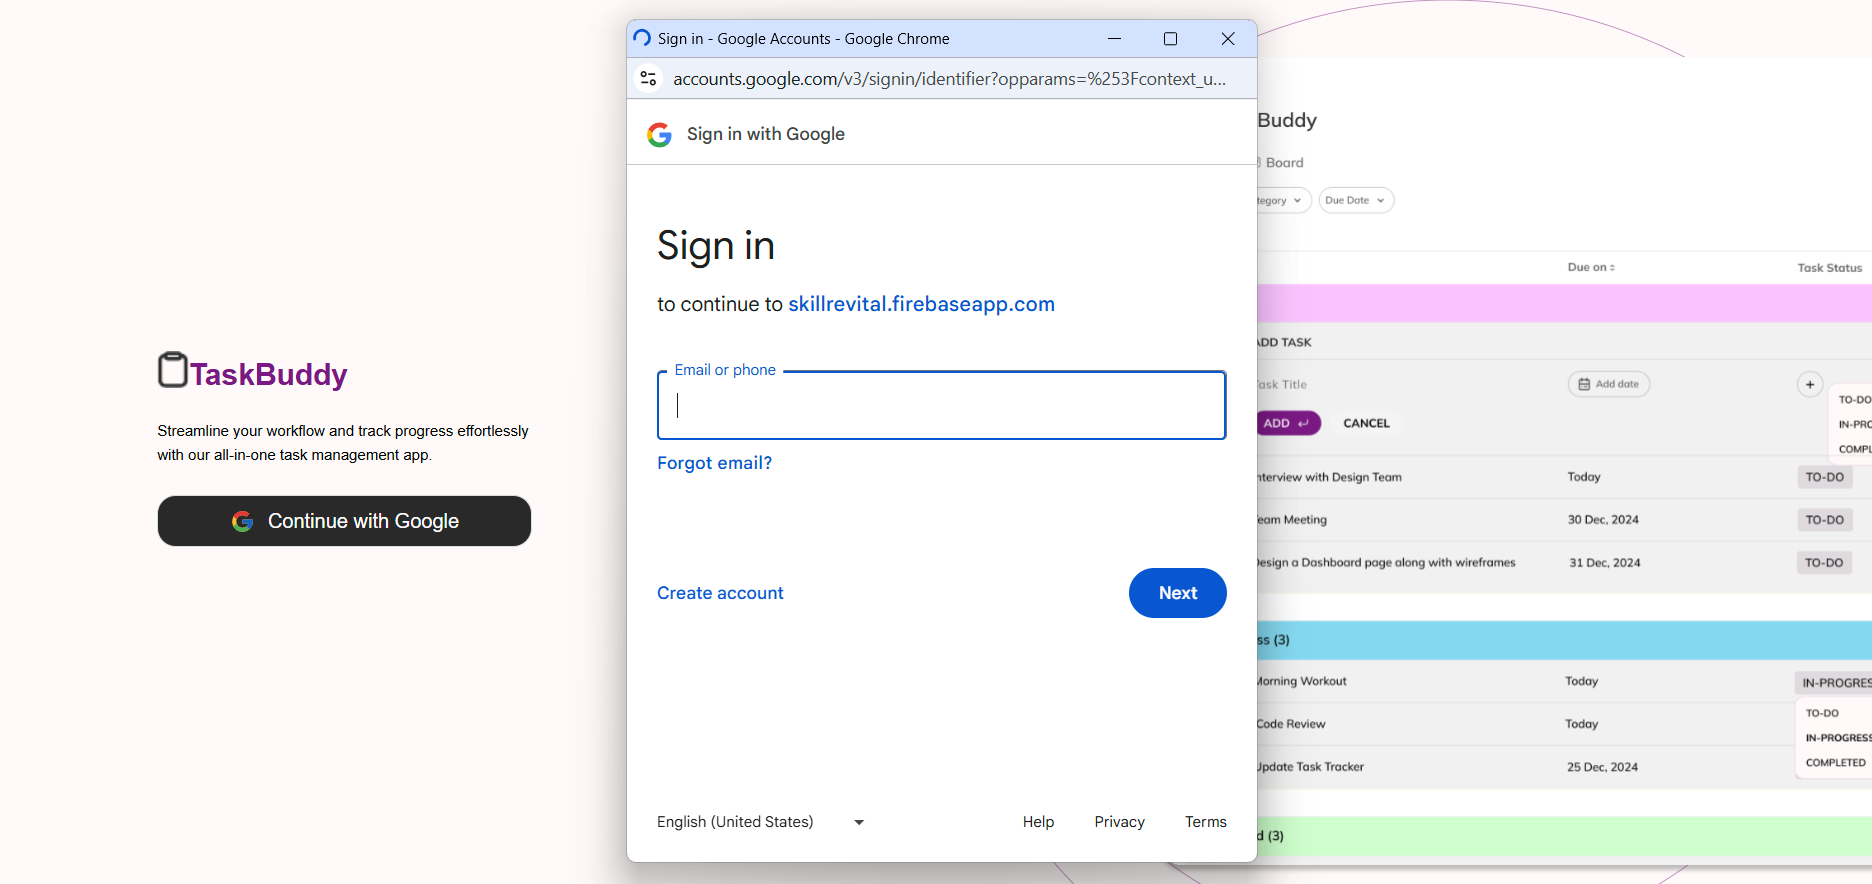 Sign in - Google Accounts - Google Chrome
accounts.google.com/v3/signin/identifier?opparams=%253Fcontext_u...
Sign in with Google
Sign in
to continue to skillrevital.firebaseapp.com
Email or phone
Forgot email?
Create account
Next
English (United States)
Help Privacy Terms
TaskBuddy
Streamline your workflow and track progress effortlessly
with our all-in-one task management app.
Continue with Google
Buddy
Board
tegory Due Date
Due on Task Status
ADD TASK
ask Title Add date +
TO-DO
IN-PRO
COMPL
ADD CANCEL
nterview with Design Team Today TO-DO
eam Meeting 30 Dec, 2024 TO-DO
esign a Dashboard page along with wireframes 31 Dec, 2024 TO-DO
ss (3)
Morning Workout Today IN-PROGRES
TO-DO
Code Review Today
IN-PROGRESS
Update Task Tracker 25 Dec, 2024
COMPLETED
d (3)